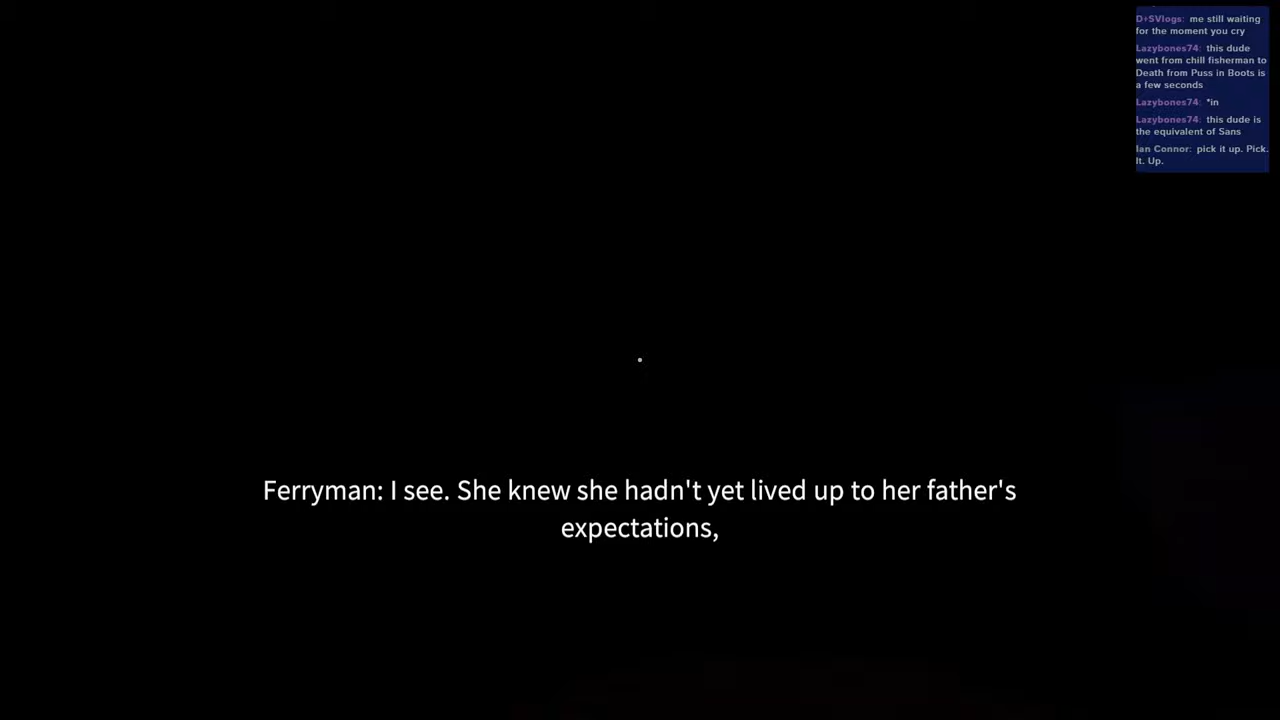 D+SVlogs: me still waiting
for the moment you cry
Lazybones74: this dude
went from chill fisherman to
Death from Puss in Boots is
a few seconds
Lazybones74: *in
Lazybones74: this dude is
the equivalent of Sans
Ian Connor: pick it up. Pick.
It. Up.
Ferryman: I see. She knew she hadn't yet lived up to her father's
expectations,